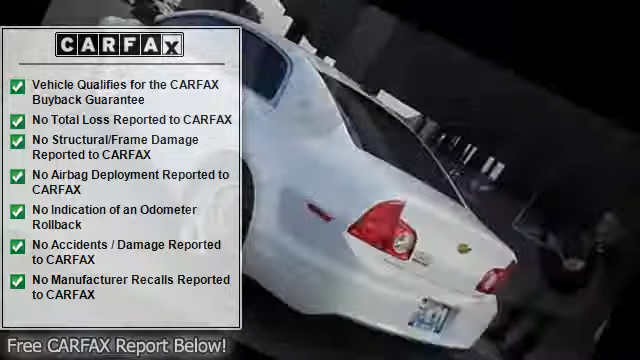 CARFAX
Vehicle Qualifies for the CARFAX
Buyback Guarantee
No Total Loss Reported to CARFAX
No Structural/Frame Damage
Reported to CARFAX
No Airbag Deployment Reported to
CARFAX
No Indication of an Odometer
Rollback
No Accidents / Damage Reported
to CARFAX
No Manufacturer Recalls Reported
to CARFAX
Free CARFAX Report Below!